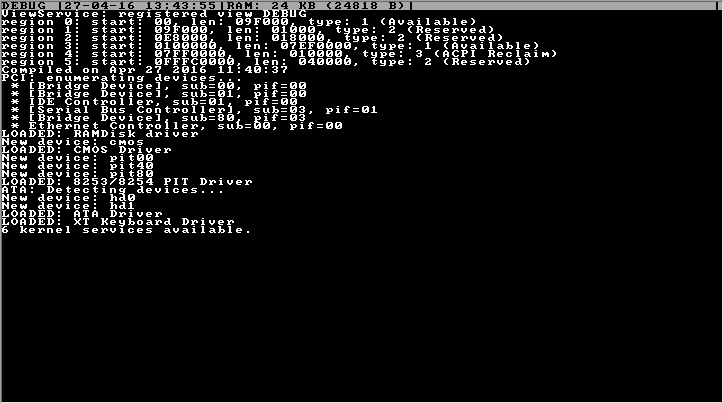 DEBUG |27-04-16 13:43:55|RAM: 24 KB (24818 B)|
ViewService: registered view DEBUG
region 0: start: 00, len: 09F000, type: 1 (Available)
region 1: start: 09F000, len: 01000, type: 2 (Reserved)
region 2: start: 0E8000, len: 018000, type: 2 (Reserved)
region 3: start: 0100000, len: 07EF0000, type: 1 (Available)
region 4: start: 07FF0000, len: 010000, type: 3 (ACPI Reclaim)
region 5: start: 0FFFC0000, len: 040000, type: 2 (Reserved)
Compiled on Apr 27 2016 11:40:37
PCI: enumerating devices...
* [Bridge Device], sub=00, pif=00
* [Bridge Device], sub=01, pif=00
* IDE Controller, sub=01, pif=00
* [Serial Bus Controller], sub=03, pif=01
* [Bridge Device], sub=80, pif=03
* Ethernet Controller, sub=00, pif=00
LOADED: RAMDisk driver
New device: cmos
LOADED: CMOS Driver
New device: pit00
New device: pit40
New device: pit80
LOADED: 8253/8254 PIT Driver
ATA: Detecting devices...
New device: hd0
New device: hd1
LOADED: ATA Driver
LOADED: XT Keyboard Driver
6 kernel services available.